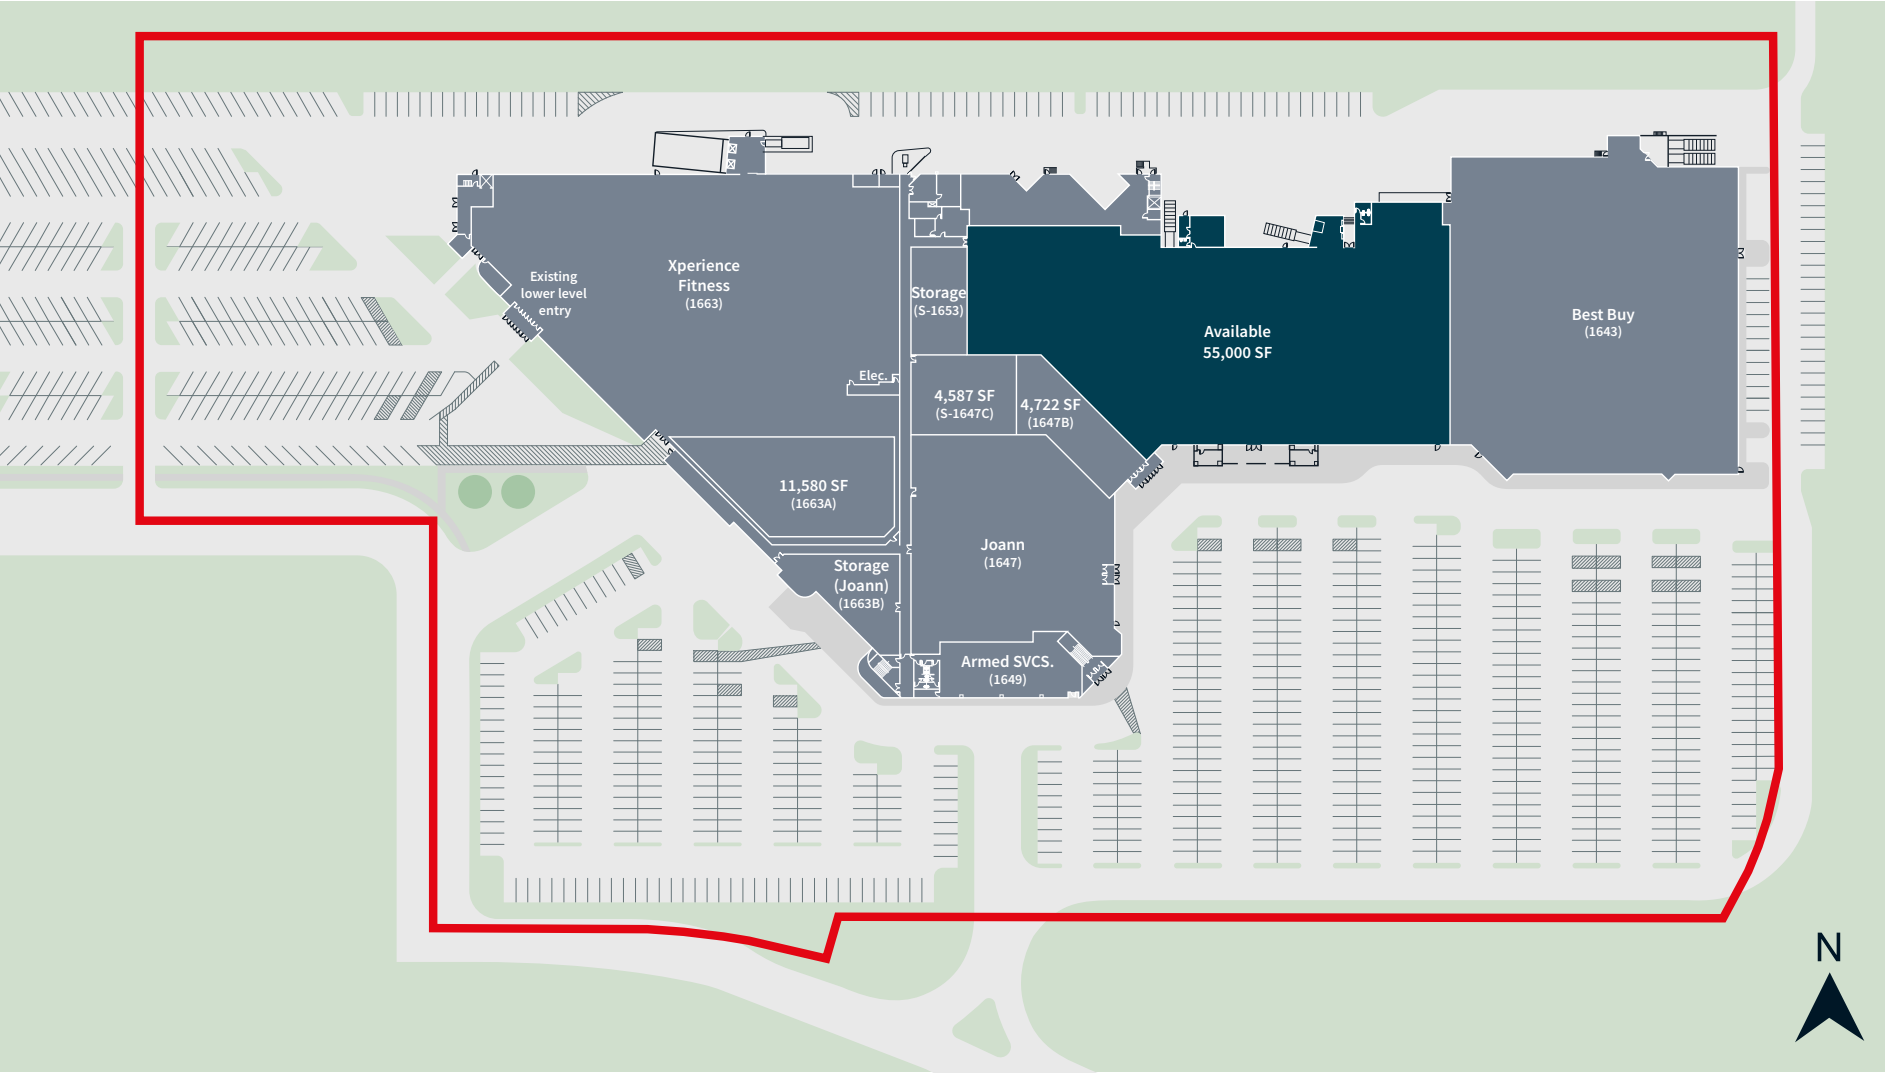 Existing
lower level
entry
Xperience
Fitness
(1663)
Storage
(S-1653)
Available
55,000 SF
Best Buy
(1643)
Elec.
4,587 SF
(S-1647C)
4,722 SF
(1647B)
11,580 SF
(1663A)
Joann
(1647)
Storage
(Joann)
(1663B)
Armed SVCS.
(1649)
N